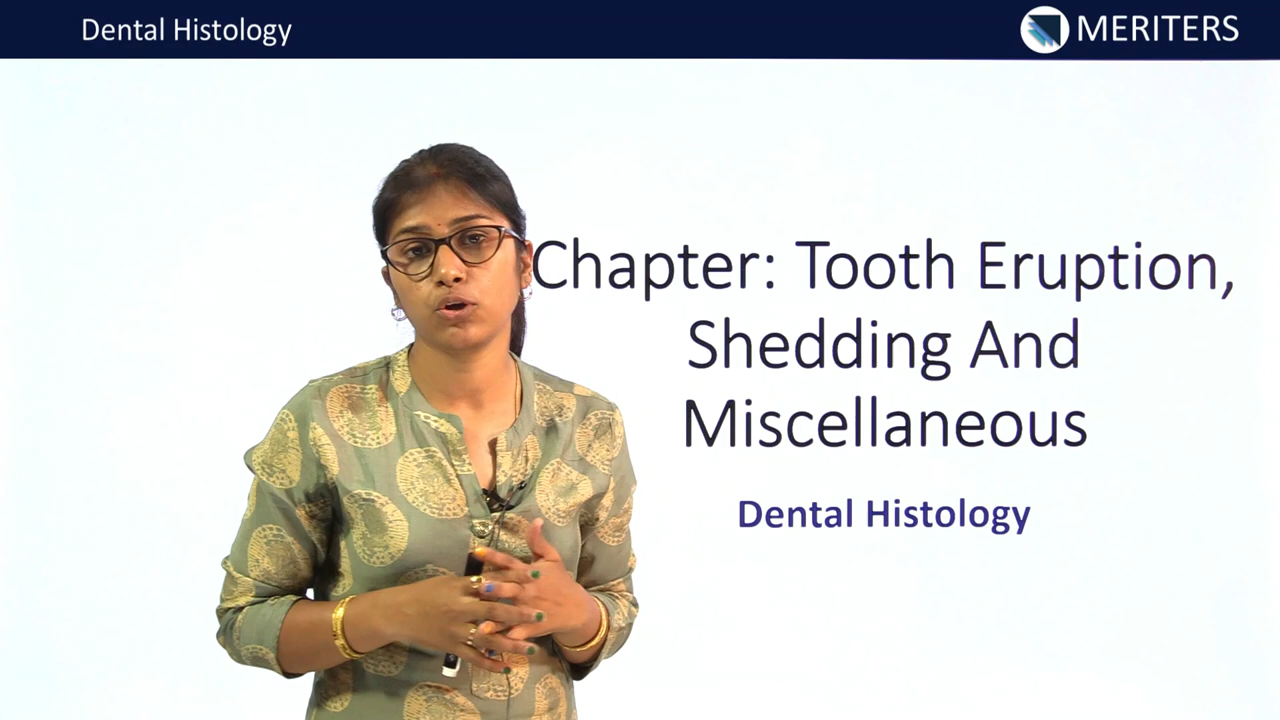 Dental Histology
MERITERS
Chapter: Tooth Eruption,
Shedding And
Miscellaneous
Dental Histology